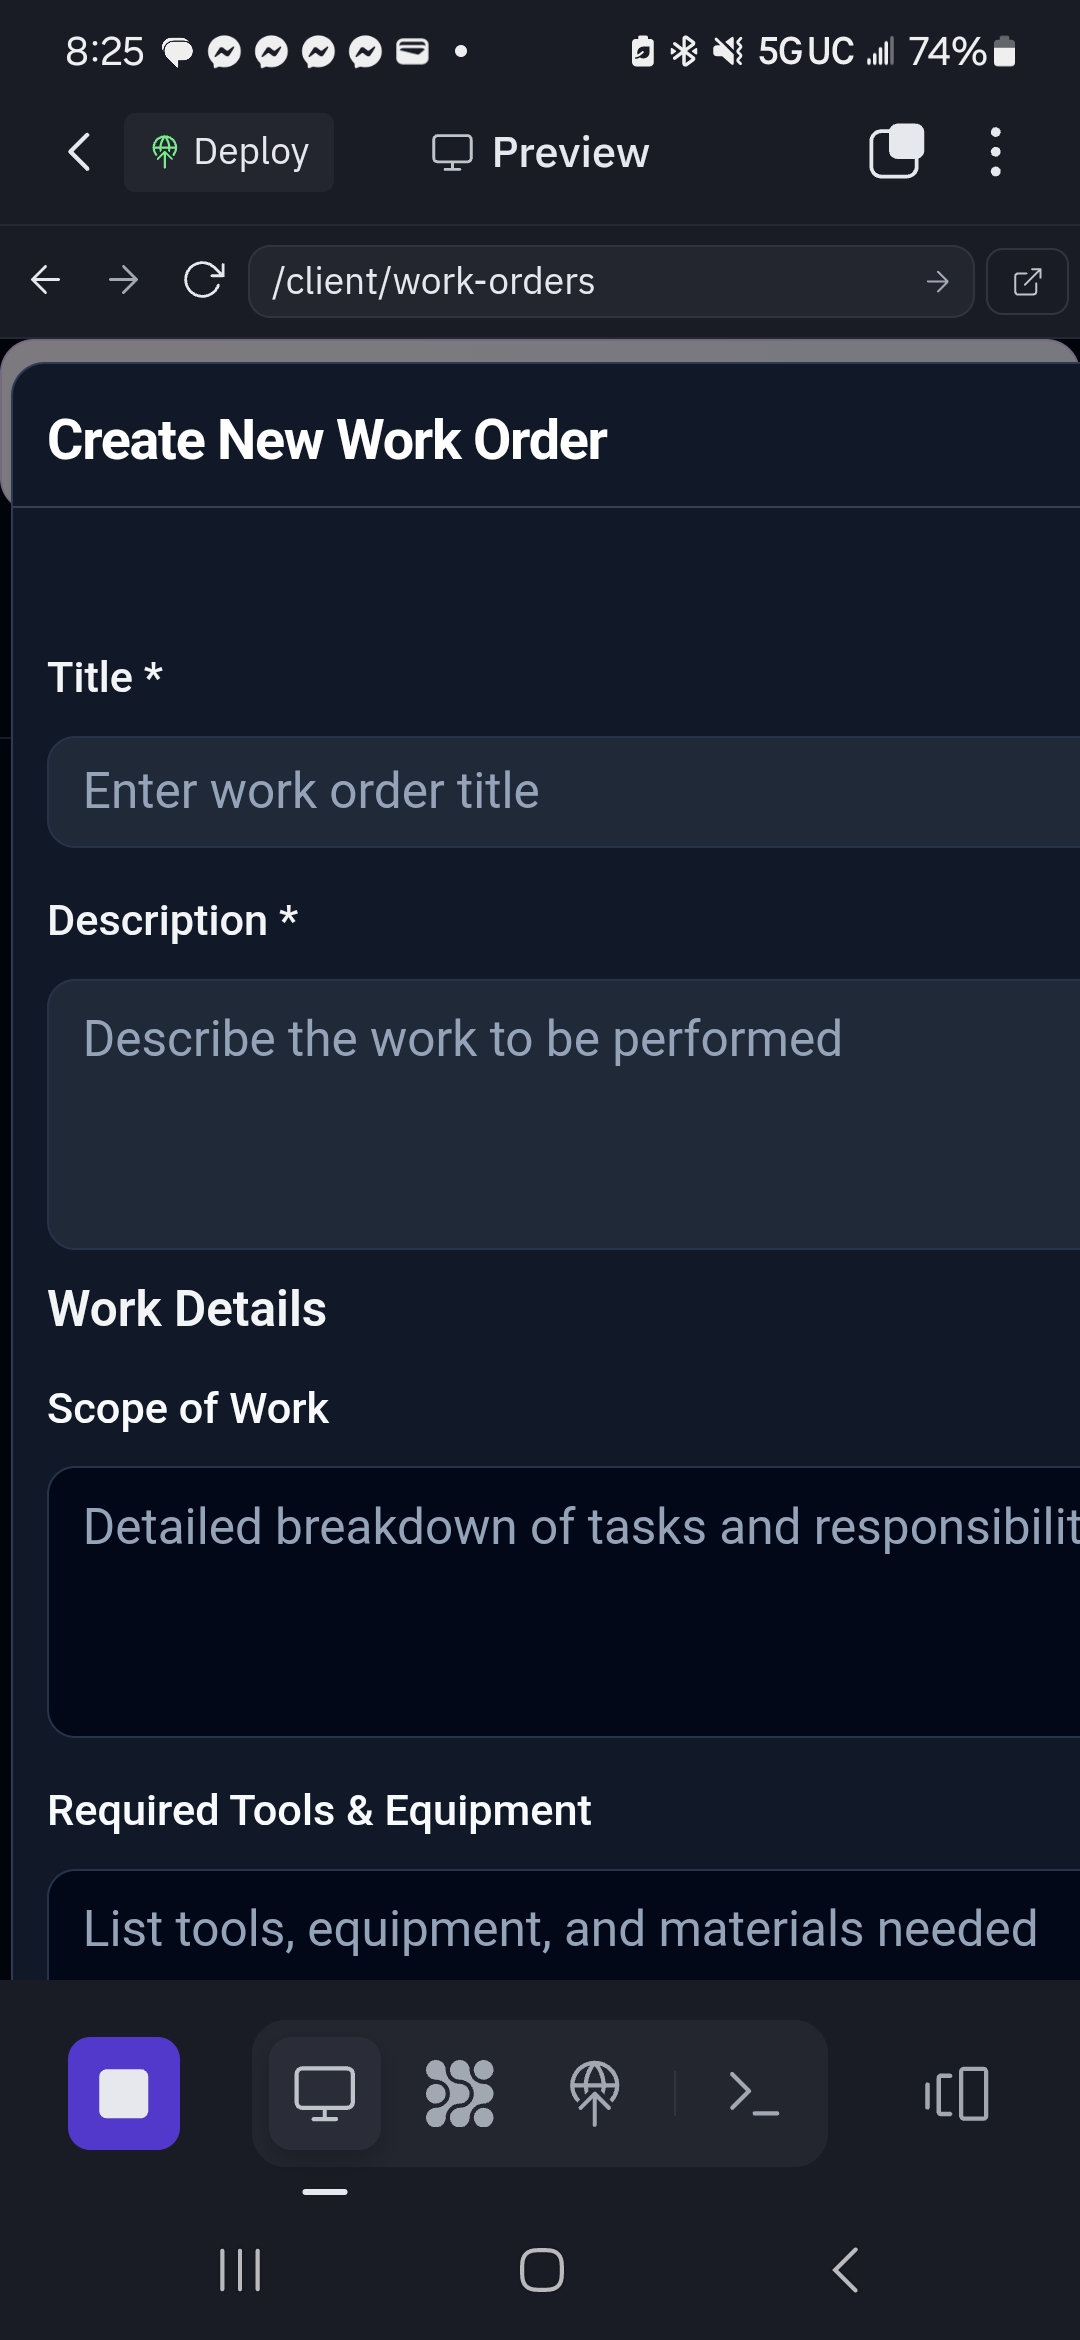 8:25
5G UC 74%
Deploy
Preview
/client/work-orders
Create New Work Order
Title *
Enter work order title
Description *
Describe the work to be performed
Work Details
Scope of Work
Detailed breakdown of tasks and responsibilit
Required Tools & Equipment
List tools, equipment, and materials needed